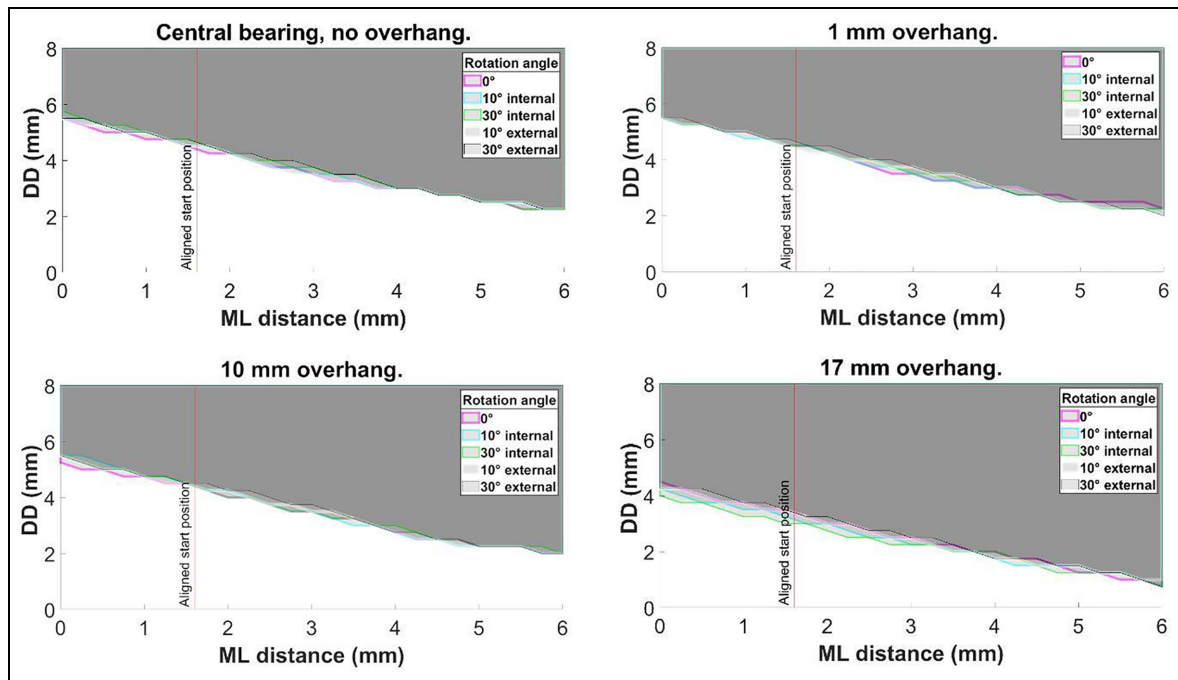 Central bearing, no overhang.
8
6
4
2
0
DD (mm)
Rotation angle
0°
10° internal
30° internal
10° external
30° external
Aligned start position
0 1 2 3 4 5 6
ML distance (mm)
1 mm overhang.
8
6
4
2
0
DD (mm)
0°
10° internal
30° internal
10° external
30° external
Aligned start position
0 1 2 3 4 5 6
ML distance (mm)
10 mm overhang.
8
6
4
2
0
DD (mm)
Rotation angle
0°
10° internal
30° internal
10° external
30° external
Aligned start position
0 1 2 3 4 5 6
ML distance (mm)
17 mm overhang.
8
6
4
2
0
DD (mm)
Rotation angle
0°
10° internal
30° internal
10° external
30° external
Aligned start position
0 1 2 3 4 5 6
ML distance (mm)